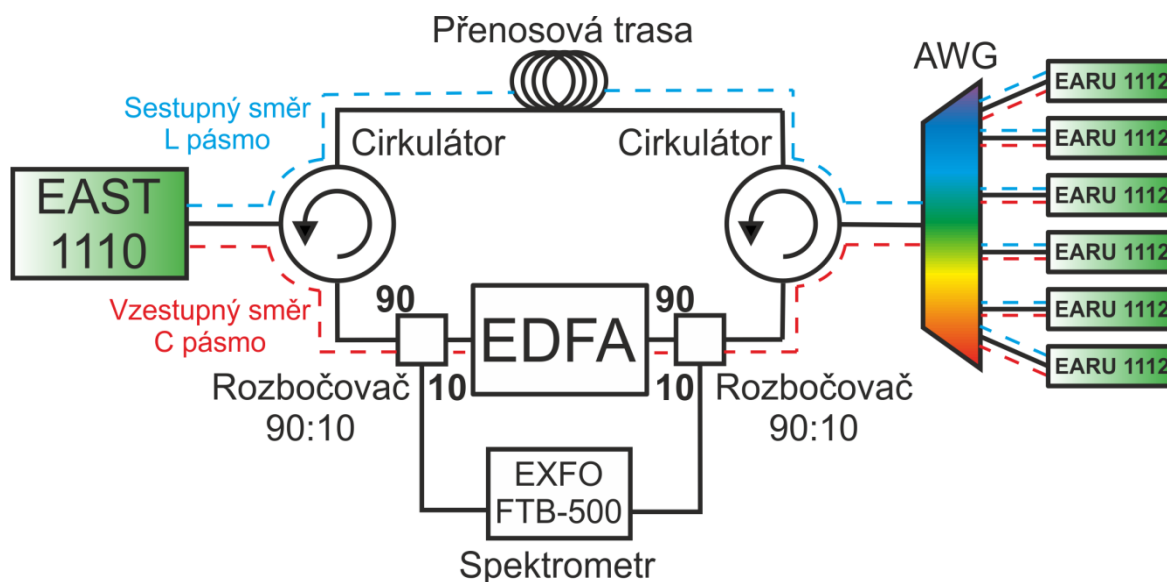 Přenosová trasa
AWG
Sestupný směr
L pásmo
Cirkulátor
Cirkulátor
EAST
1110
EARU 1112
EARU 1112
EARU 1112
EARU 1112
EARU 1112
EARU 1112
Vzestupný směr
C pásmo
90
10
EDFA
90
10
Rozbočovač
90:10
Rozbočovač
90:10
EXFO
FTB-500
Spektrometr